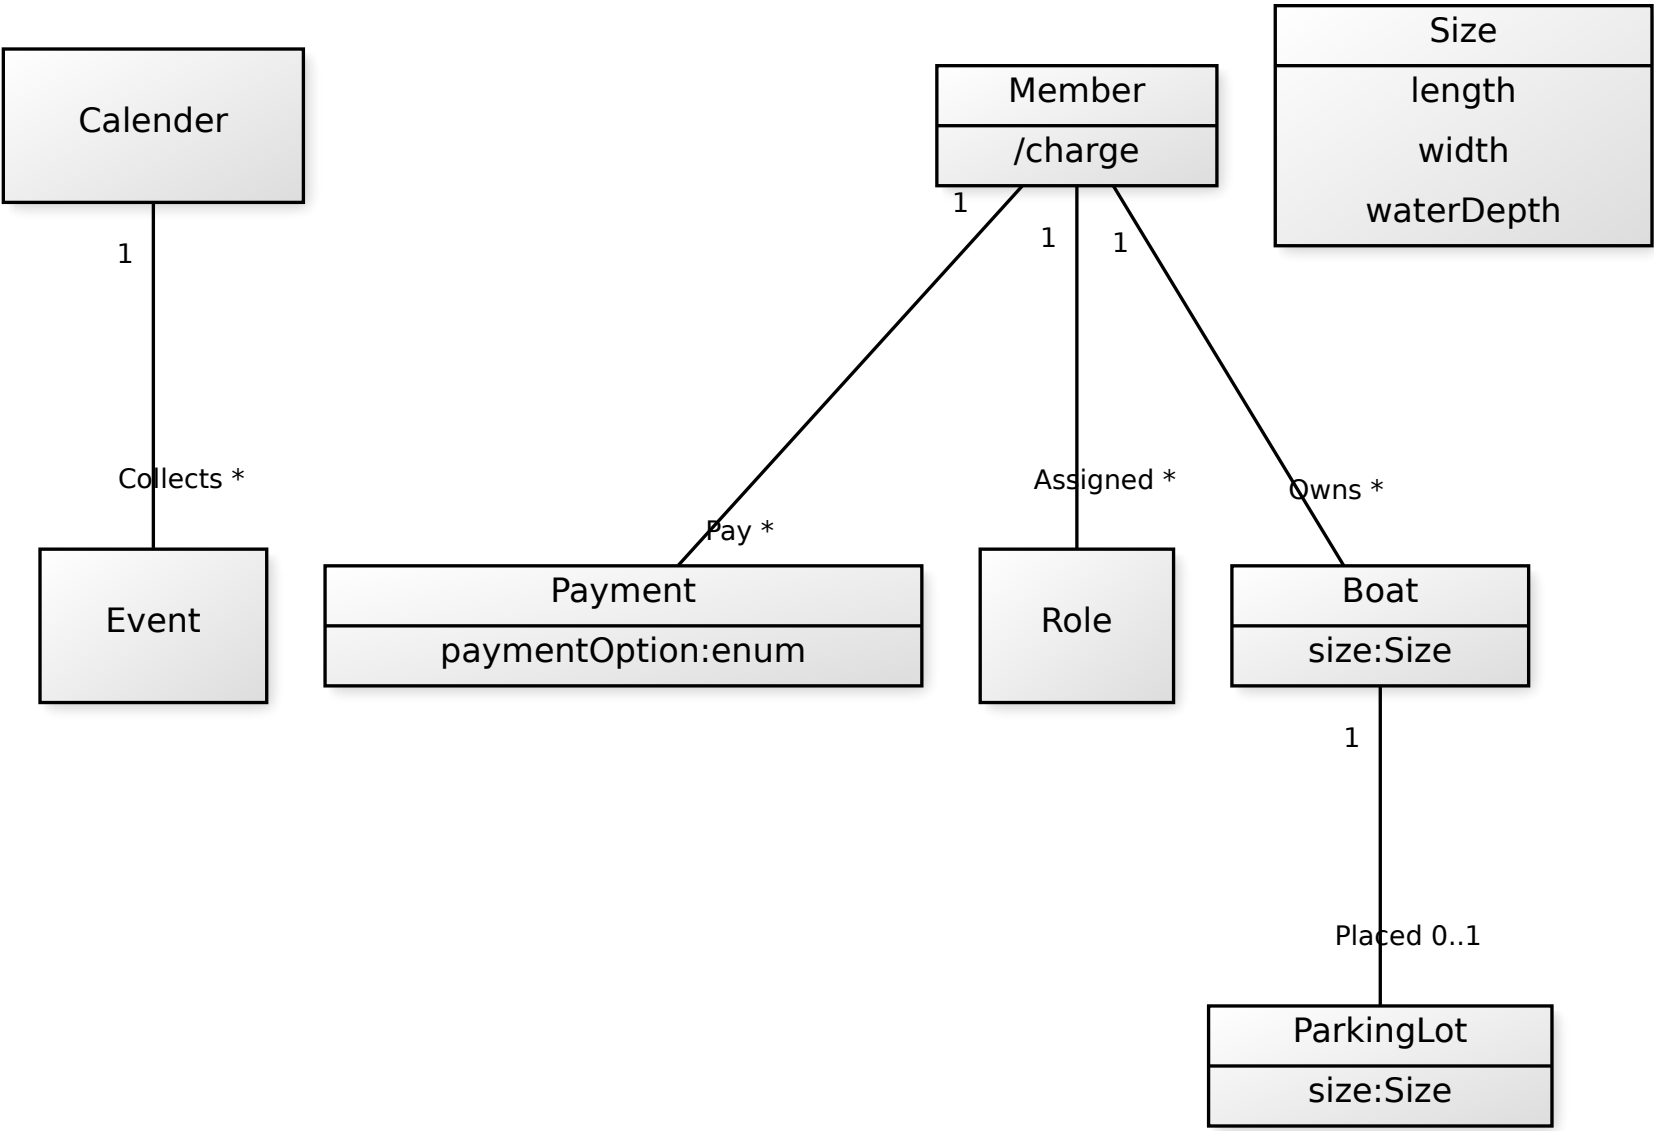 Size
length
width
waterDepth
Calender
Member
/charge
1
1
1
1
Collects *
Pay *
Assigned *
Owns *
Event
Payment
paymentOption:enum
Role
Boat
size:Size
1
Placed 0..1
ParkingLot
size:Size